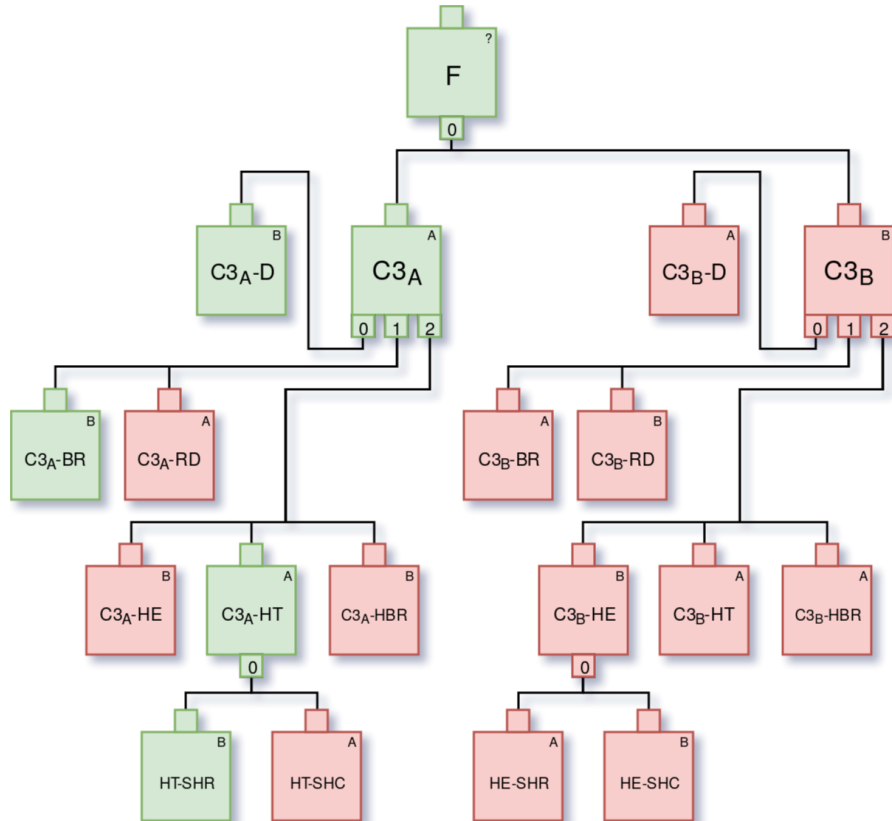 ?
F
0
B
C3A-D
A
C3A
0 1 2
A
C3B-D
B
C3B
0 1 2
B
C3A-BR
A
C3A-RD
A
C3B-BR
B
C3B-RD
B
C3A-HE
A
C3A-HT
0
B
C3A-HBR
B
C3B-HE
0
A
C3B-HT
A
C3B-HBR
B
HT-SHR
A
HT-SHC
A
HE-SHR
B
HE-SHC